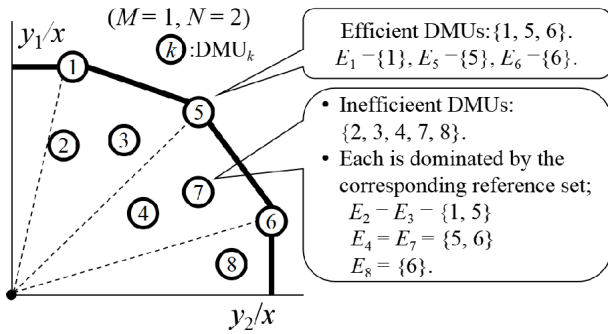 y₁/x
(M = 1, N = 2)
k :DMUₖ
1
5
2
3
7
4
6
8
y₂/x
Efficient DMUs:{1, 5, 6}.
E₁ = {1}, E₅ = {5}, E₆ = {6}.
• Inefficieent DMUs:
{2, 3, 4, 7, 8}.
• Each is dominated by the
corresponding reference set;
E₂ = E₃ = {1, 5}
E₄ = E₇ = {5, 6}
E₈ = {6}.